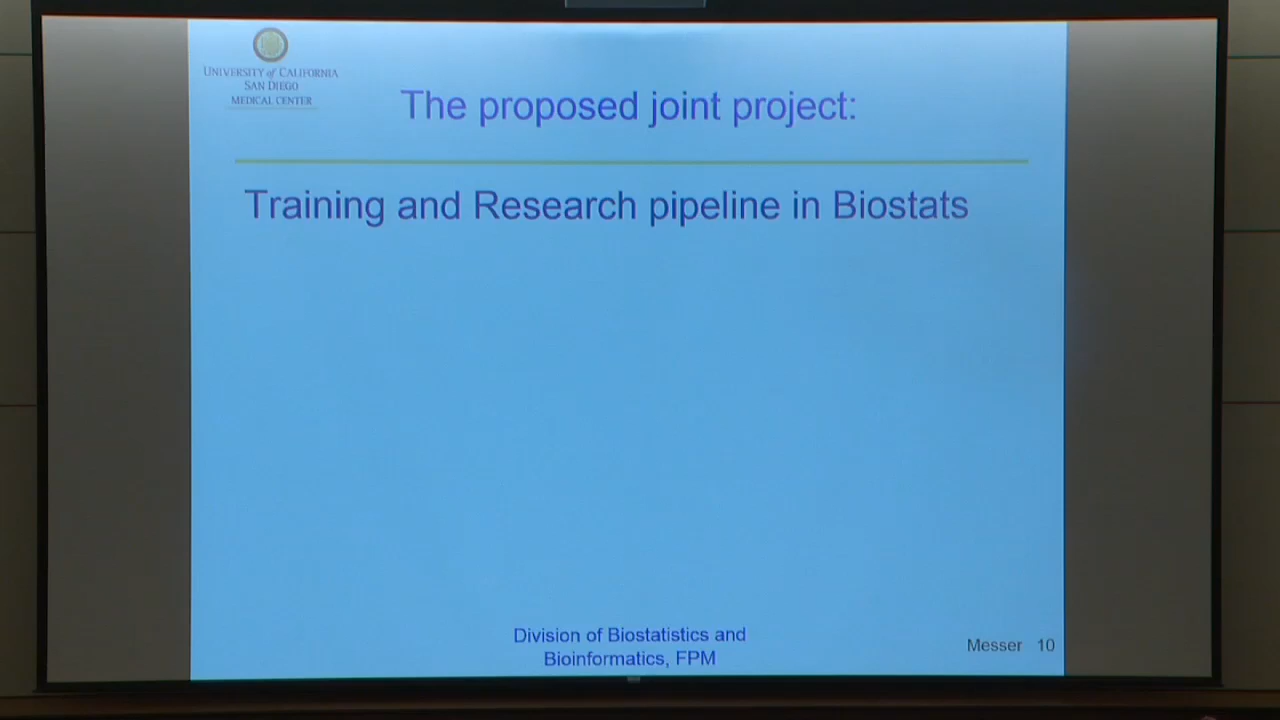 UNIVERSITY of CALIFORNIA
SAN DIEGO
MEDICAL CENTER
The proposed joint project:
Training and Research pipeline in Biostats
Division of Biostatistics and
Bioinformatics, FPM
Messer 10